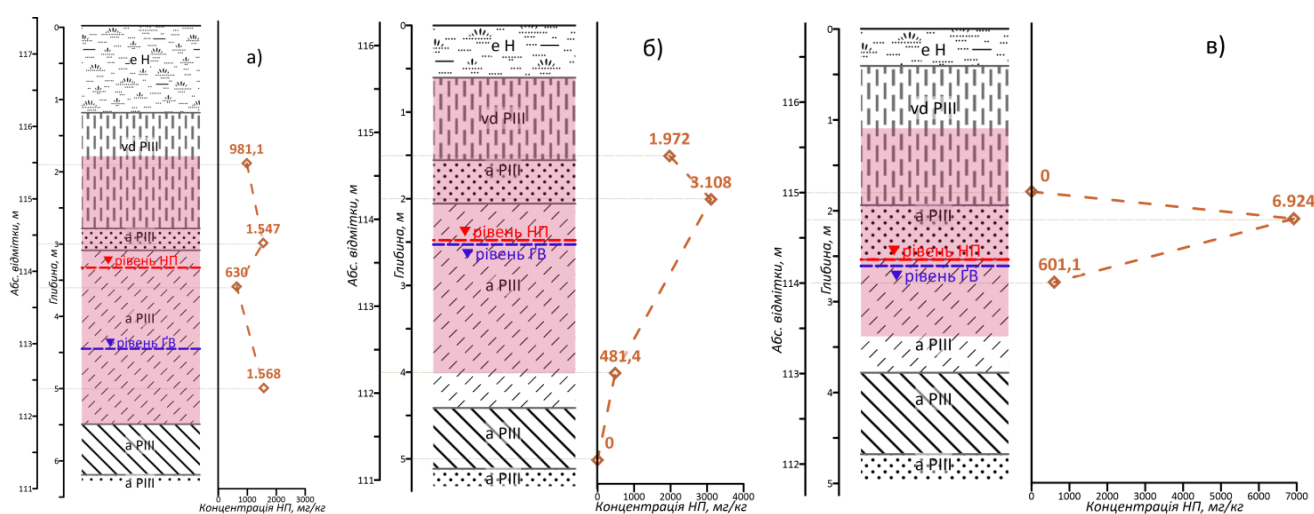 а)
Абс. відмітки, м
117
116
115
114
113
112
111
Глибина, м
0
1
2
3
4
5
6
е Н
vd PIII
a PIII
рівень НП
a PIII
рівень ГВ
a PIII
a PIII
981,1
1.547
630
1.568
0
1000
2000
3000
Концентрація НП, мг/кг
б)
Абс. відмітки, м
116
115
114
113
112
111
Глибина, м
0
1
2
3
4
5
е Н
vd PIII
a PIII
рівень НП
рівень ГВ
a PIII
a PIII
a PIII
1.972
3.108
481,4
0
0
1000
2000
3000
4000
Концентрація НП, мг/кг
в)
Абс. відмітки, м
116
115
114
113
112
Глибина, м
0
1
2
3
4
5
е Н
vd PIII
a PIII
рівень НП
рівень ГВ
a PIII
a PIII
a PIII
0
6.924
601,1
0
1000
2000
3000
4000
5000
6000
7000
Концентрація НП, мг/кг